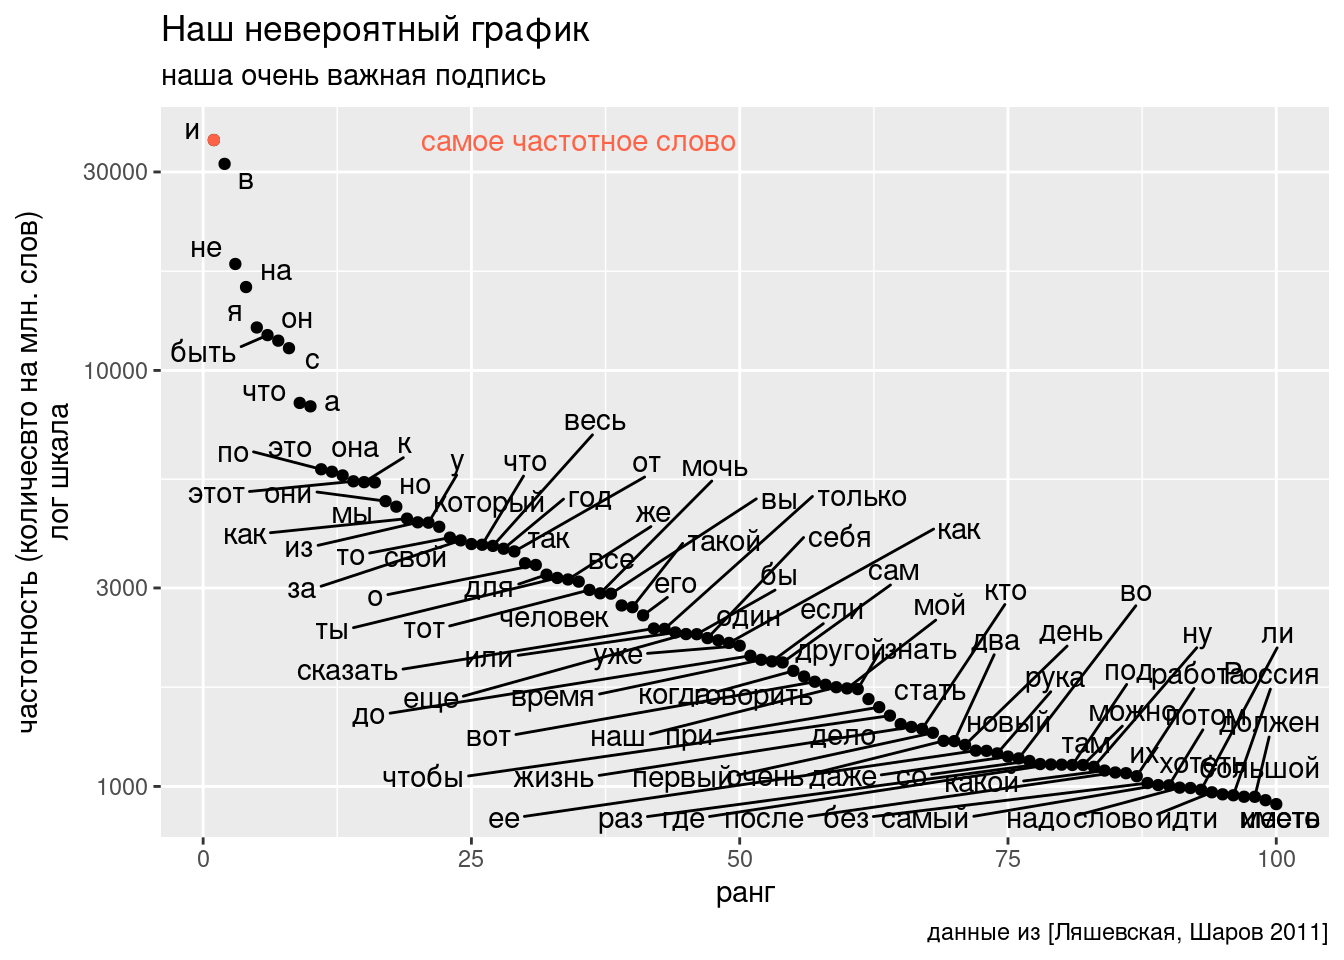 Наш невероятный график
наша очень важная подпись
частотность (количесвто на млн. слов)
лог шкала
30000
10000
3000
1000
и
самое частотное слово
в
не
на
я
он
быть
с
что
а
весь
по
это
она
к
у
что
от
мочь
этот
они
но
который
год
вы
только
мы
же
как
из
так
такой
себя
как
то
свой
все
бы
сам
за
о
для
его
кто
во
ты
тот
человек
один
если
мой
сказать
или
уже
другой
знать
два
день
ну
ли
еще
время
когда
говорить
стать
рука
под
работа
Россия
до
вот
наш
при
дело
новый
можно
потом
должен
там
их
хотеть
большой
чтобы
жизнь
первый
очень
даже
со
какой
ее
раз
где
после
без
самый
надо
слово
идти
иметь
0
25
50
75
100
ранг
данные из [Ляшевская, Шаров 2011]